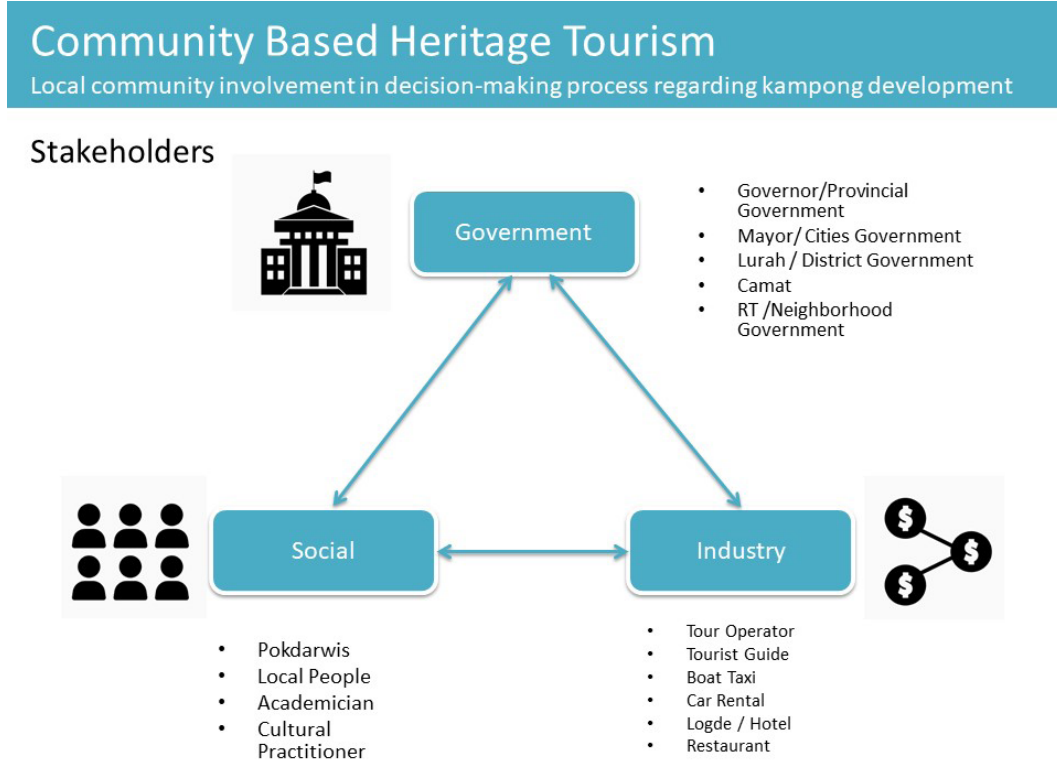 Community Based Heritage Tourism
Local community involvement in decision-making process regarding kampong development
Stakeholders
Government
• Governor/Provincial
Government
• Mayor/ Cities Government
• Lurah / District Government
• Camat
• RT /Neighborhood
Government
Social
Industry
$
$
$
• Pokdarwis
• Local People
• Academician
• Cultural
Practitioner
• Tour Operator
• Tourist Guide
• Boat Taxi
• Car Rental
• Logde / Hotel
• Restaurant